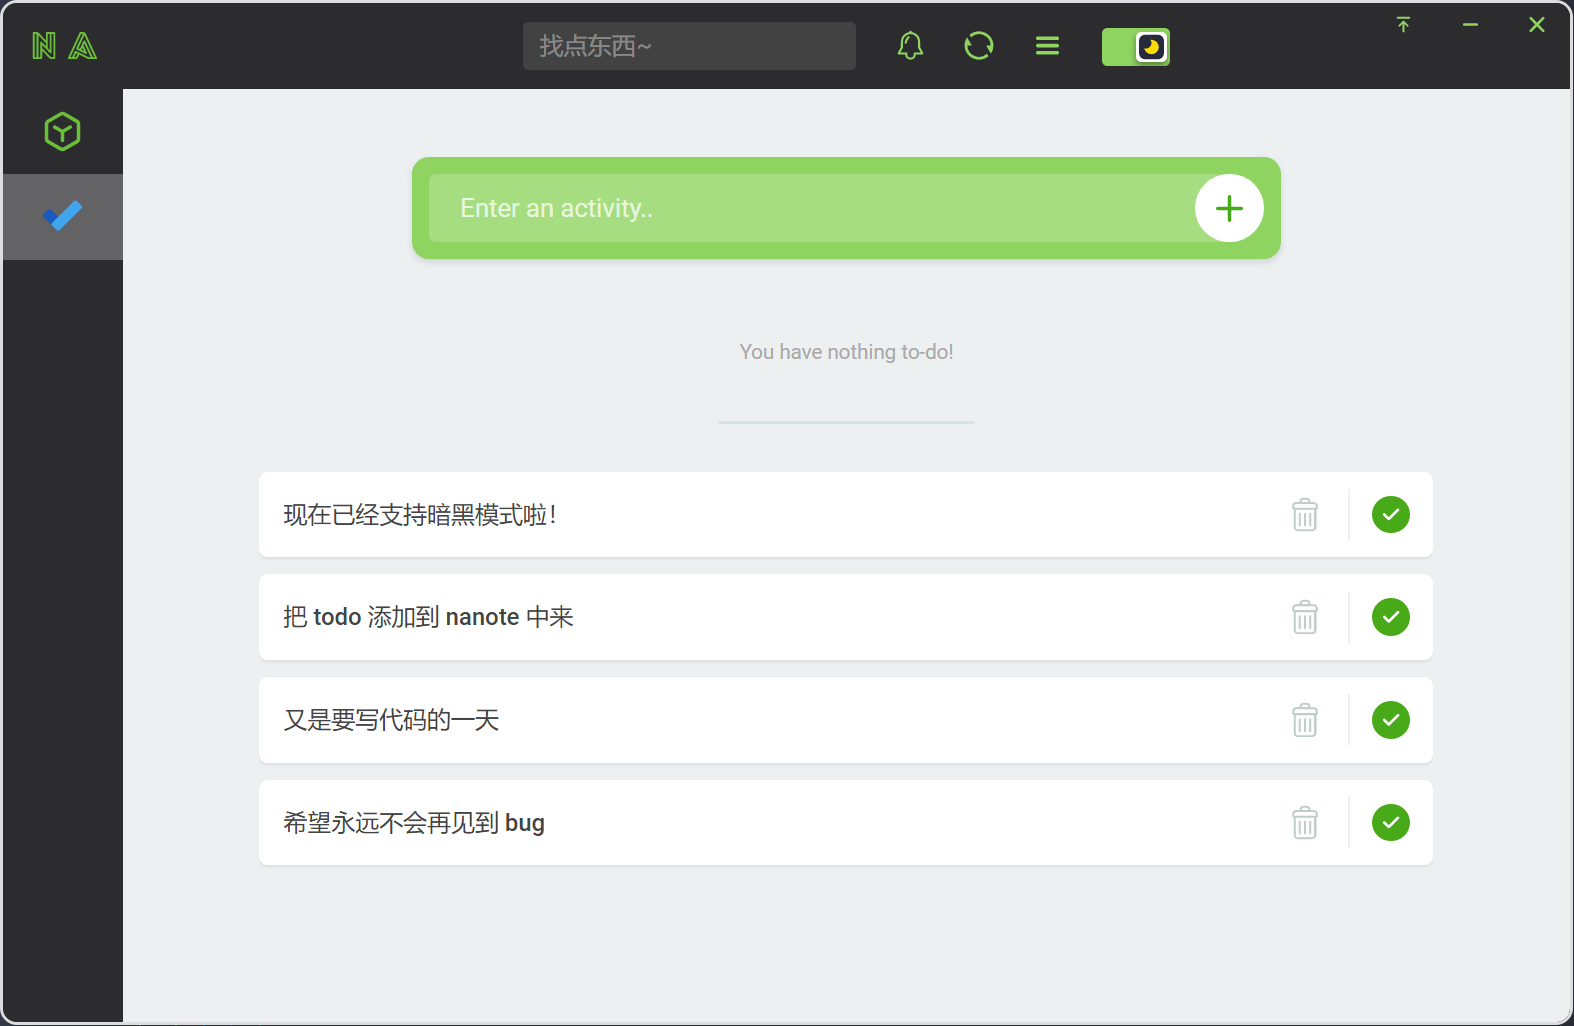 NA
找点东西~
Enter an activity..
You have nothing to-do!
现在已经支持暗黑模式啦！
把 todo 添加到 nanote 中来
又是要写代码的一天
希望永远不会再见到 bug